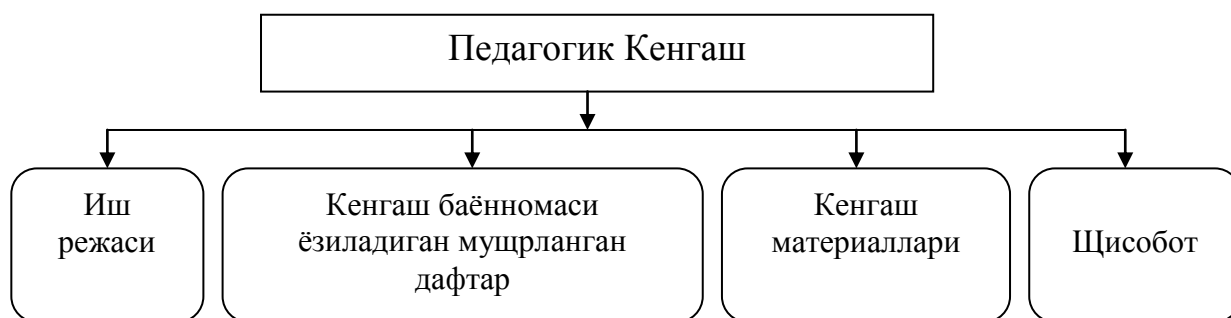 Педагогик Кенгаш
Иш
режаси
Кенгаш баённомаси
ёзиладиган мущрланган
дафтар
Кенгаш
материаллари
Щисобот